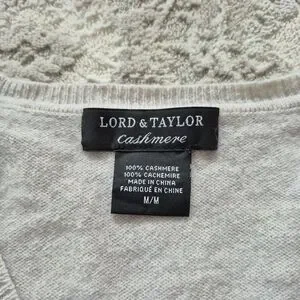 LORD & TAYLOR
Cashmere
100% CASHMERE
100% CACHEMIRE
MADE IN CHINA
FABRIQUÉ EN CHINE
M/M